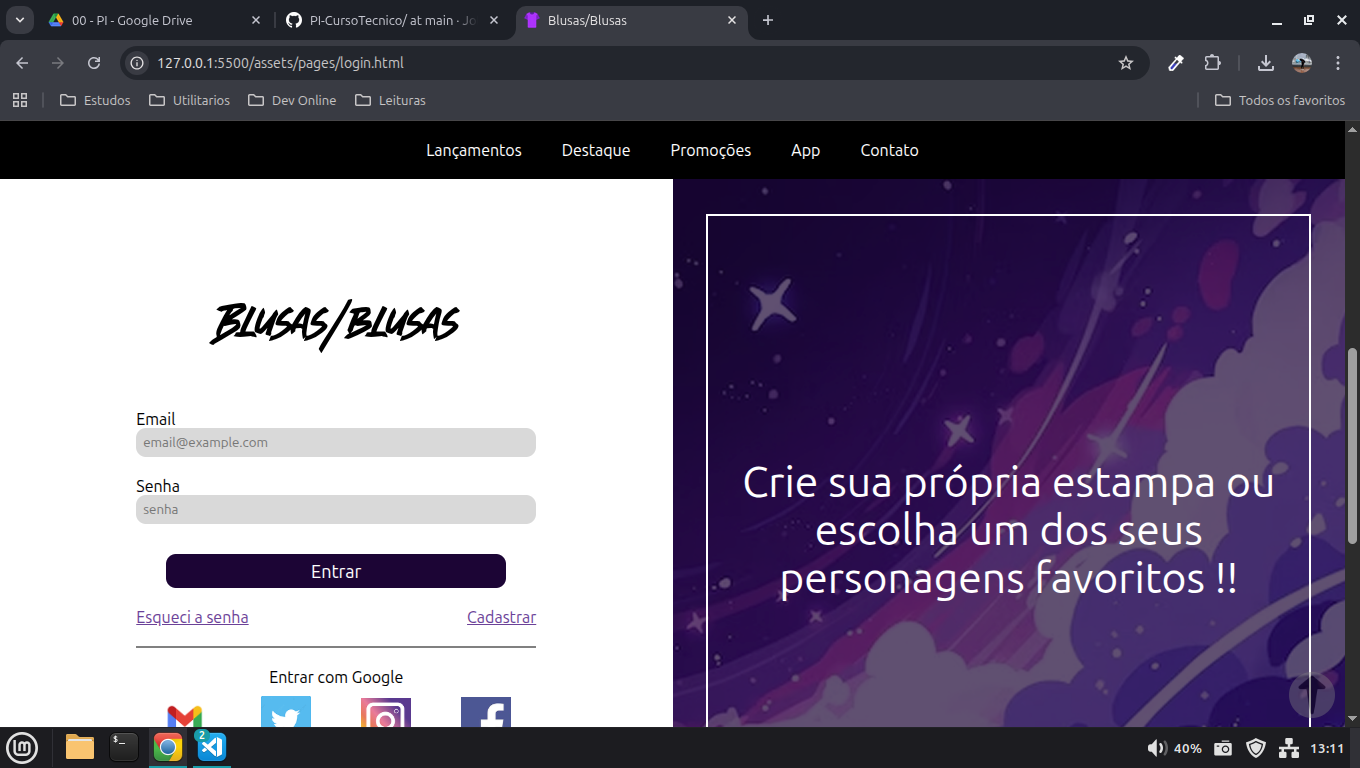 00 - PI - Google Drive
PI-CursoTecnico/ at main · Jo
Blusas/Blusas
127.0.0.1:5500/assets/pages/login.html
Estudos
Utilitarios
Dev Online
Leituras
Todos os favoritos
Lançamentos
Destaque
Promoções
App
Contato
Blusas/blusas
Email
email@example.com
Senha
senha
Entrar
Esqueci a senha
Cadastrar
Entrar com Google
Crie sua própria estampa ou
escolha um dos seus
personagens favoritos !!
$_
2
40%
13:11